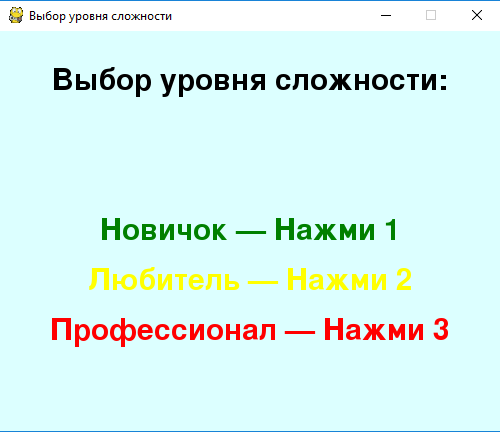 Выбор уровня сложности
Выбор уровня сложности:
Новичок — Нажми 1
Любитель — Нажми 2
Профессионал — Нажми 3